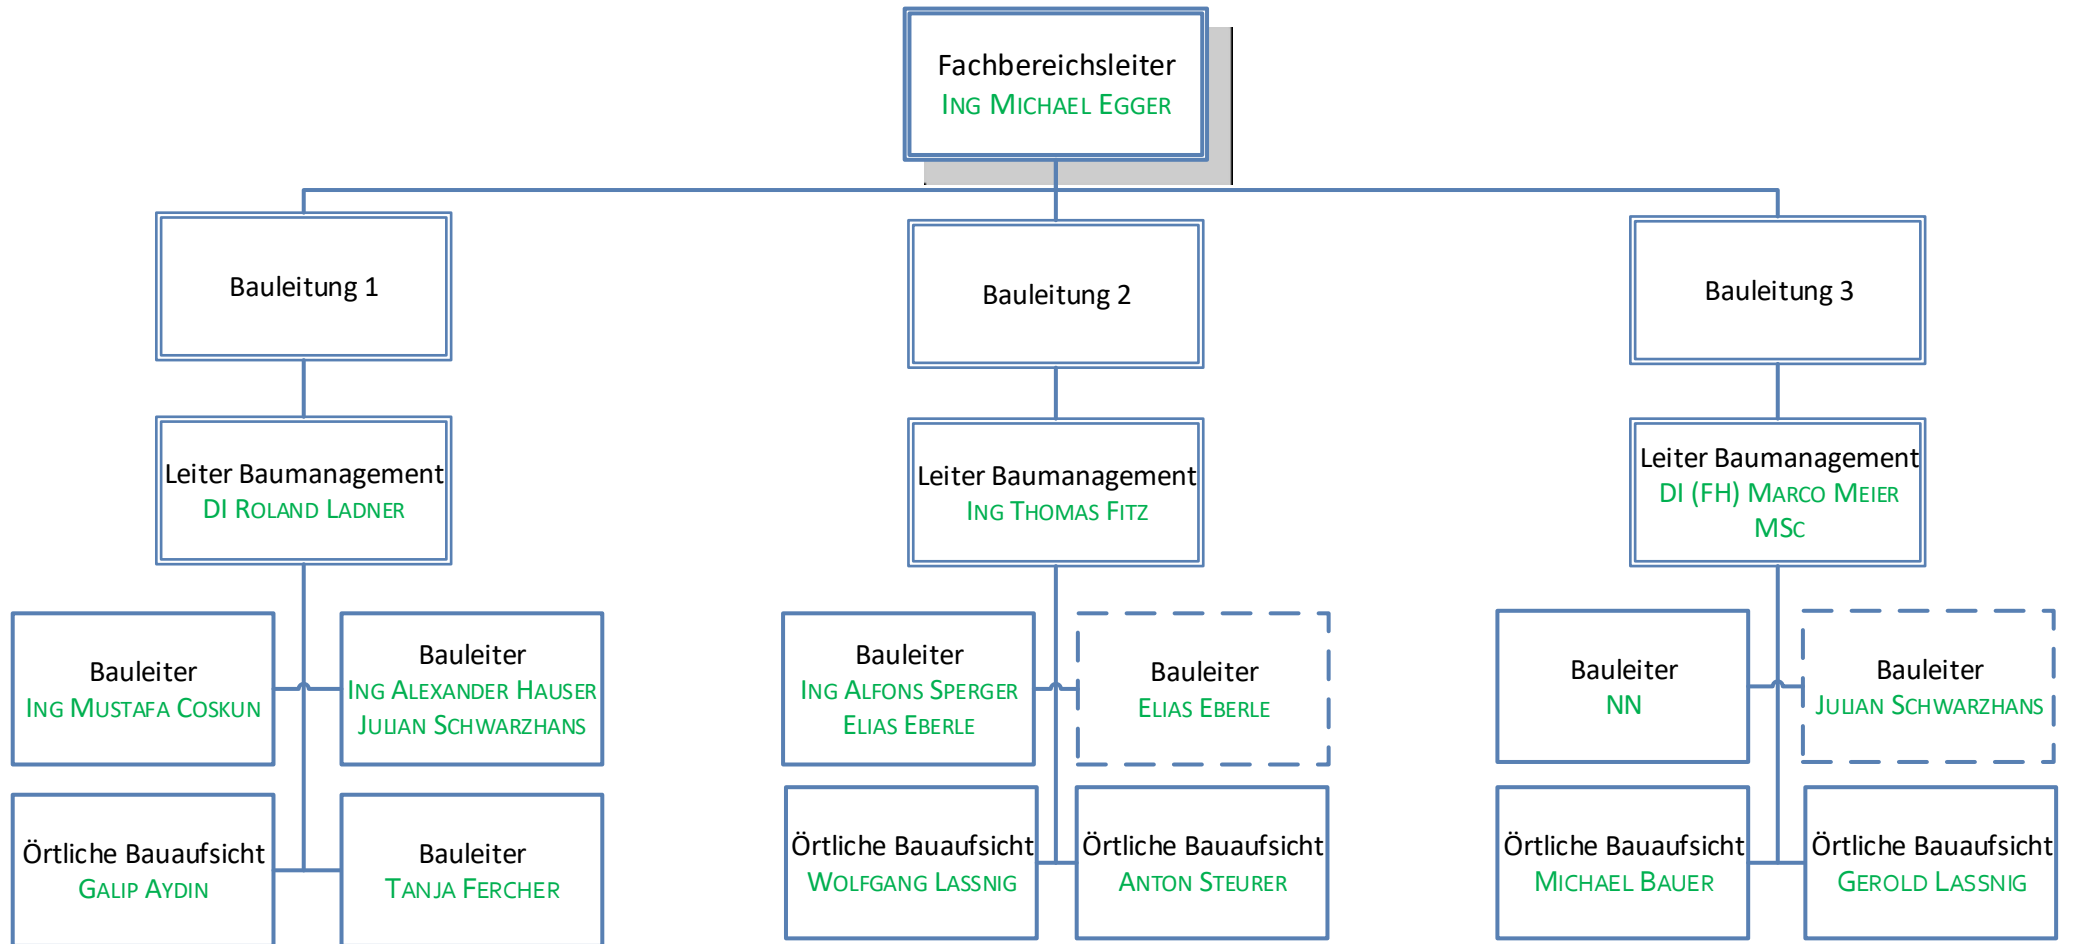 Fachbereichsleiter
Ing Michael Egger
Bauleitung 1
Bauleitung 2
Bauleitung 3
Leiter Baumanagement
DI Roland Ladner
Leiter Baumanagement
Ing Thomas Fitz
Leiter Baumanagement
DI (FH) Marco Meier
MSc
Bauleiter
Ing Mustafa Coskun
Bauleiter
Ing Alexander Hauser
Julian Schwarzhans
Bauleiter
Ing Alfons Sperger
Elias Eberle
Bauleiter
Elias Eberle
Bauleiter
NN
Bauleiter
Julian Schwarzhans
Örtliche Bauaufsicht
Galip Aydin
Bauleiter
Tanja Fercher
Örtliche Bauaufsicht
Wolfgang Lassnig
Örtliche Bauaufsicht
Anton Steurer
Örtliche Bauaufsicht
Michael Bauer
Örtliche Bauaufsicht
Gerold Lassnig